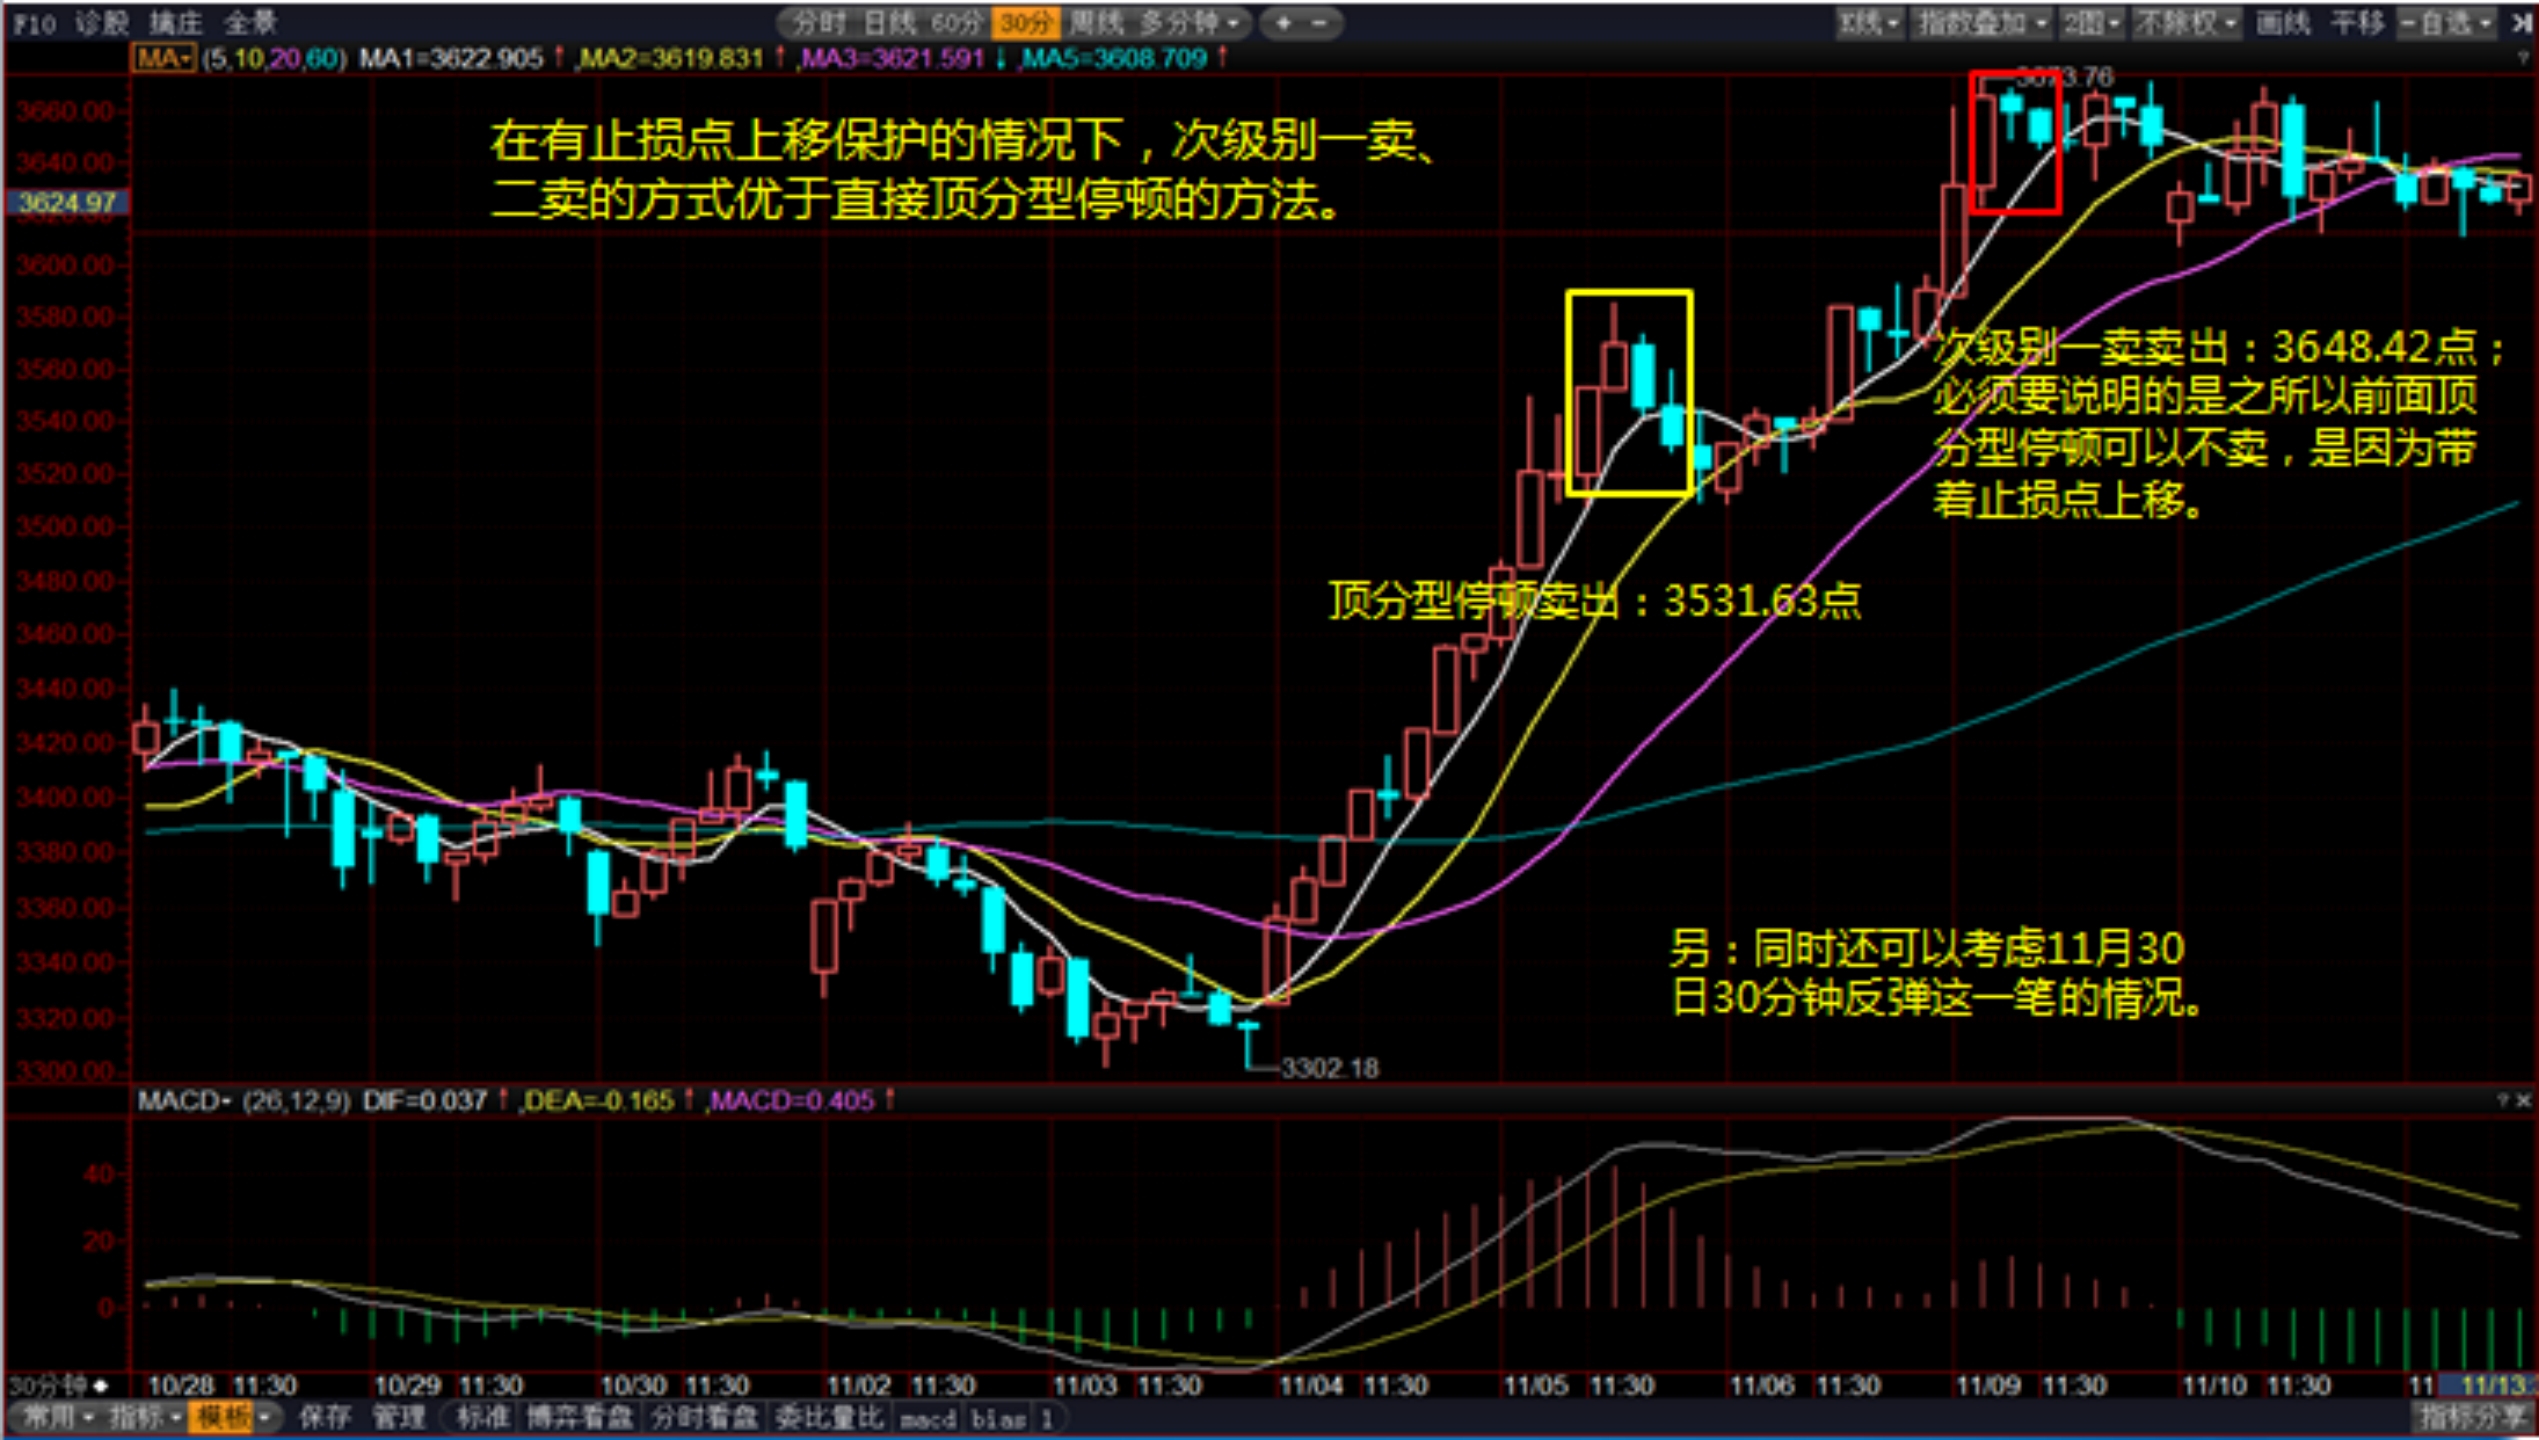 F10 诊股 擒庄 全景 分时 日线 60分 30分 周线 多分钟 + - K线 指数叠加 2图 不除权 画线 平移 -自选
MA (5,10,20,60) MA1=3622.905↑,MA2=3619.831↑,MA3=3621.591↓,MA5=3608.709↑ ?
3673.76
3660.00
在有止损点上移保护的情况下，次级别一卖、
二卖的方式优于直接顶分型停顿的方法。
3640.00
3624.97
3600.00
3580.00
次级别一卖卖出：3648.42点；
必须要说明的是之所以前面顶
分型停顿可以不卖，是因为带
着止损点上移。
3560.00
3540.00
3520.00
3500.00
3480.00
顶分型停顿卖出：3531.63点
3460.00
3440.00
3420.00
3400.00
3380.00
3360.00
另：同时还可以考虑11月30
日30分钟反弹这一笔的情况。
3340.00
3320.00
3300.00
3302.18
MACD (26,12,9) DIF=0.037↑,DEA=-0.165↑,MACD=0.405↑ ? ×
40
20
0
30分钟 10/28 11:30 10/29 11:30 10/30 11:30 11/02 11:30 11/03 11:30 11/04 11:30 11/05 11:30 11/06 11:30 11/09 11:30 11/10 11:30 11 11/13
常用 指标 模板 保存 管理 标准 博弈看盘 分时看盘 委比量比 macd bias 1 指标分享